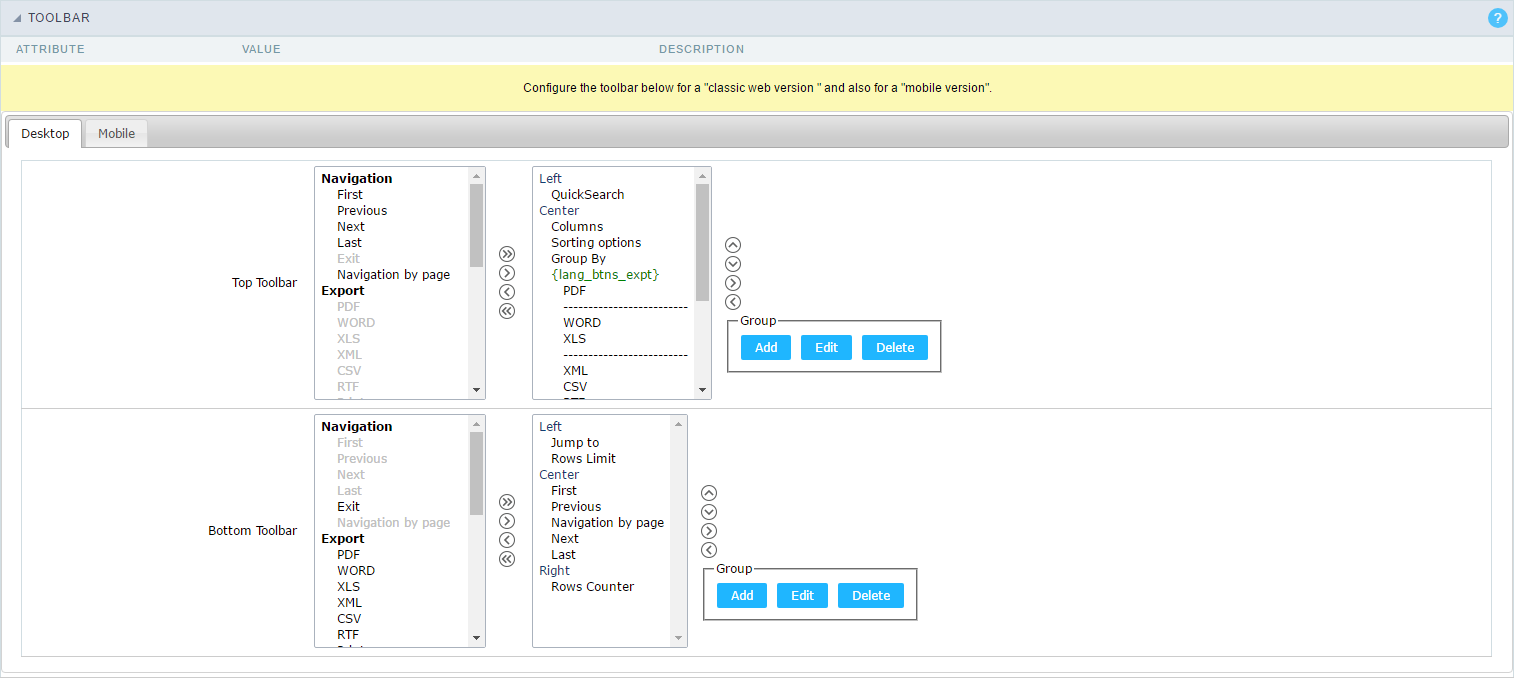 TOOLBAR
?
ATTRIBUTE VALUE DESCRIPTION
Configure the toolbar below for a "classic web version " and also for a "mobile version".
Desktop Mobile
Top Toolbar
Navigation
First
Previous
Next
Last
Exit
Navigation by page
Export
PDF
WORD
XLS
XML
CSV
RTF
Left
QuickSearch
Center
Columns
Sorting options
Group By
{lang_btns_expt}
PDF
-------------------------
WORD
XLS
-------------------------
XML
CSV
Group
Add Edit Delete
Bottom Toolbar
Navigation
First
Previous
Next
Last
Exit
Navigation by page
Export
PDF
WORD
XLS
XML
CSV
RTF
Left
Jump to
Rows Limit
Center
First
Previous
Navigation by page
Next
Last
Right
Rows Counter
Group
Add Edit Delete